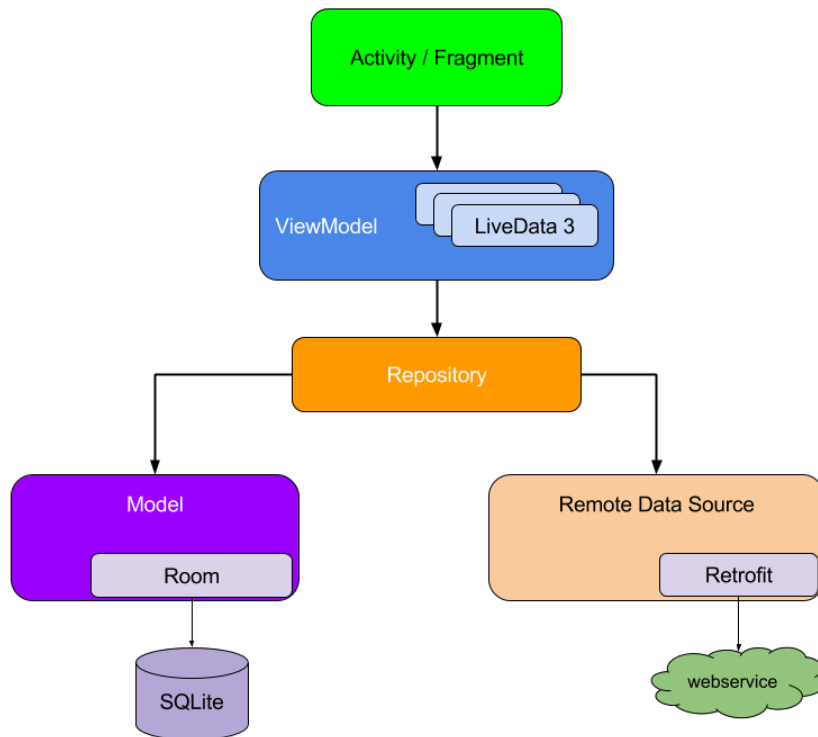 Activity / Fragment
ViewModel
LiveData 3
Repository
Model
Remote Data Source
Room
Retrofit
SQLite
webservice